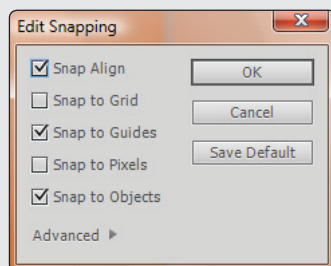 Edit Snapping
Snap Align
Snap to Grid
Snap to Guides
Snap to Pixels
Snap to Objects
Advanced
OK
Cancel
Save Default